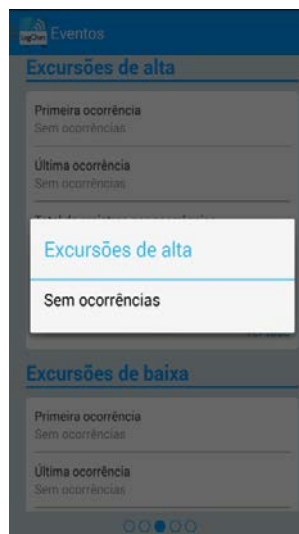 Eventos
Excursões de alta
Primeira ocorrência
Sem ocorrências
Última ocorrência
Sem ocorrências
Excursões de alta
Sem ocorrências
Excursões de baixa
Primeira ocorrência
Sem ocorrências
Última ocorrência
Sem ocorrências